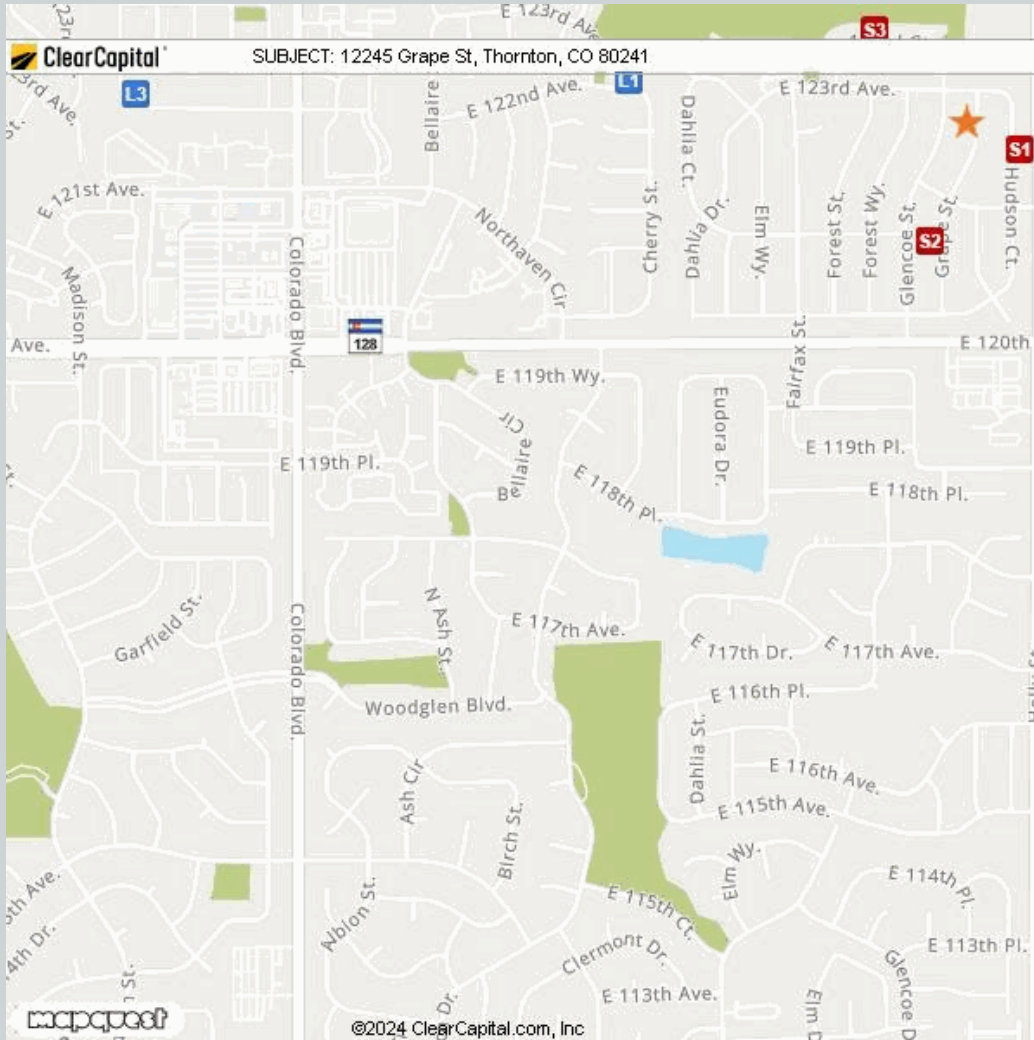 E 123rd Ave.
S3
ClearCapital
SUBJECT: 12245 Grape St, Thornton, CO 80241
L3
L1
E 122nd Ave.
E 123rd Ave.
Bellaire
Dahlia Ct.
S1
E 121st Ave.
Northaven Cir
Cherry St.
Dahlia Dr.
Elm Wy.
Forest St.
Forest Wy.
Glencoe St.
S2
Grape St.
Hudson Ct.
Madison St.
Colorado Blvd.
128
Ave.
E 120th
Fairfax St.
E 119th Wy.
Eudora Dr.
Cir
Bellaire
E 119th Pl.
E 119th Pl.
E 118th Pl.
E 118th Pl.
Garfield St.
Colorado Blvd.
N Ash St.
E 117th Ave.
E 117th Dr.
E 117th Ave.
E 116th Pl.
Woodglen Blvd.
Dahlia St.
E 116th Ave.
Ash Cir
Birch St.
E 115th Ave.
Elm Wy.
E 114th Pl.
Albion St.
E 115th Ct.
Clermont Dr.
E 113th Pl.
E 113th Ave.
Dr.
St.
mapquest
©2024 ClearCapital.com, Inc